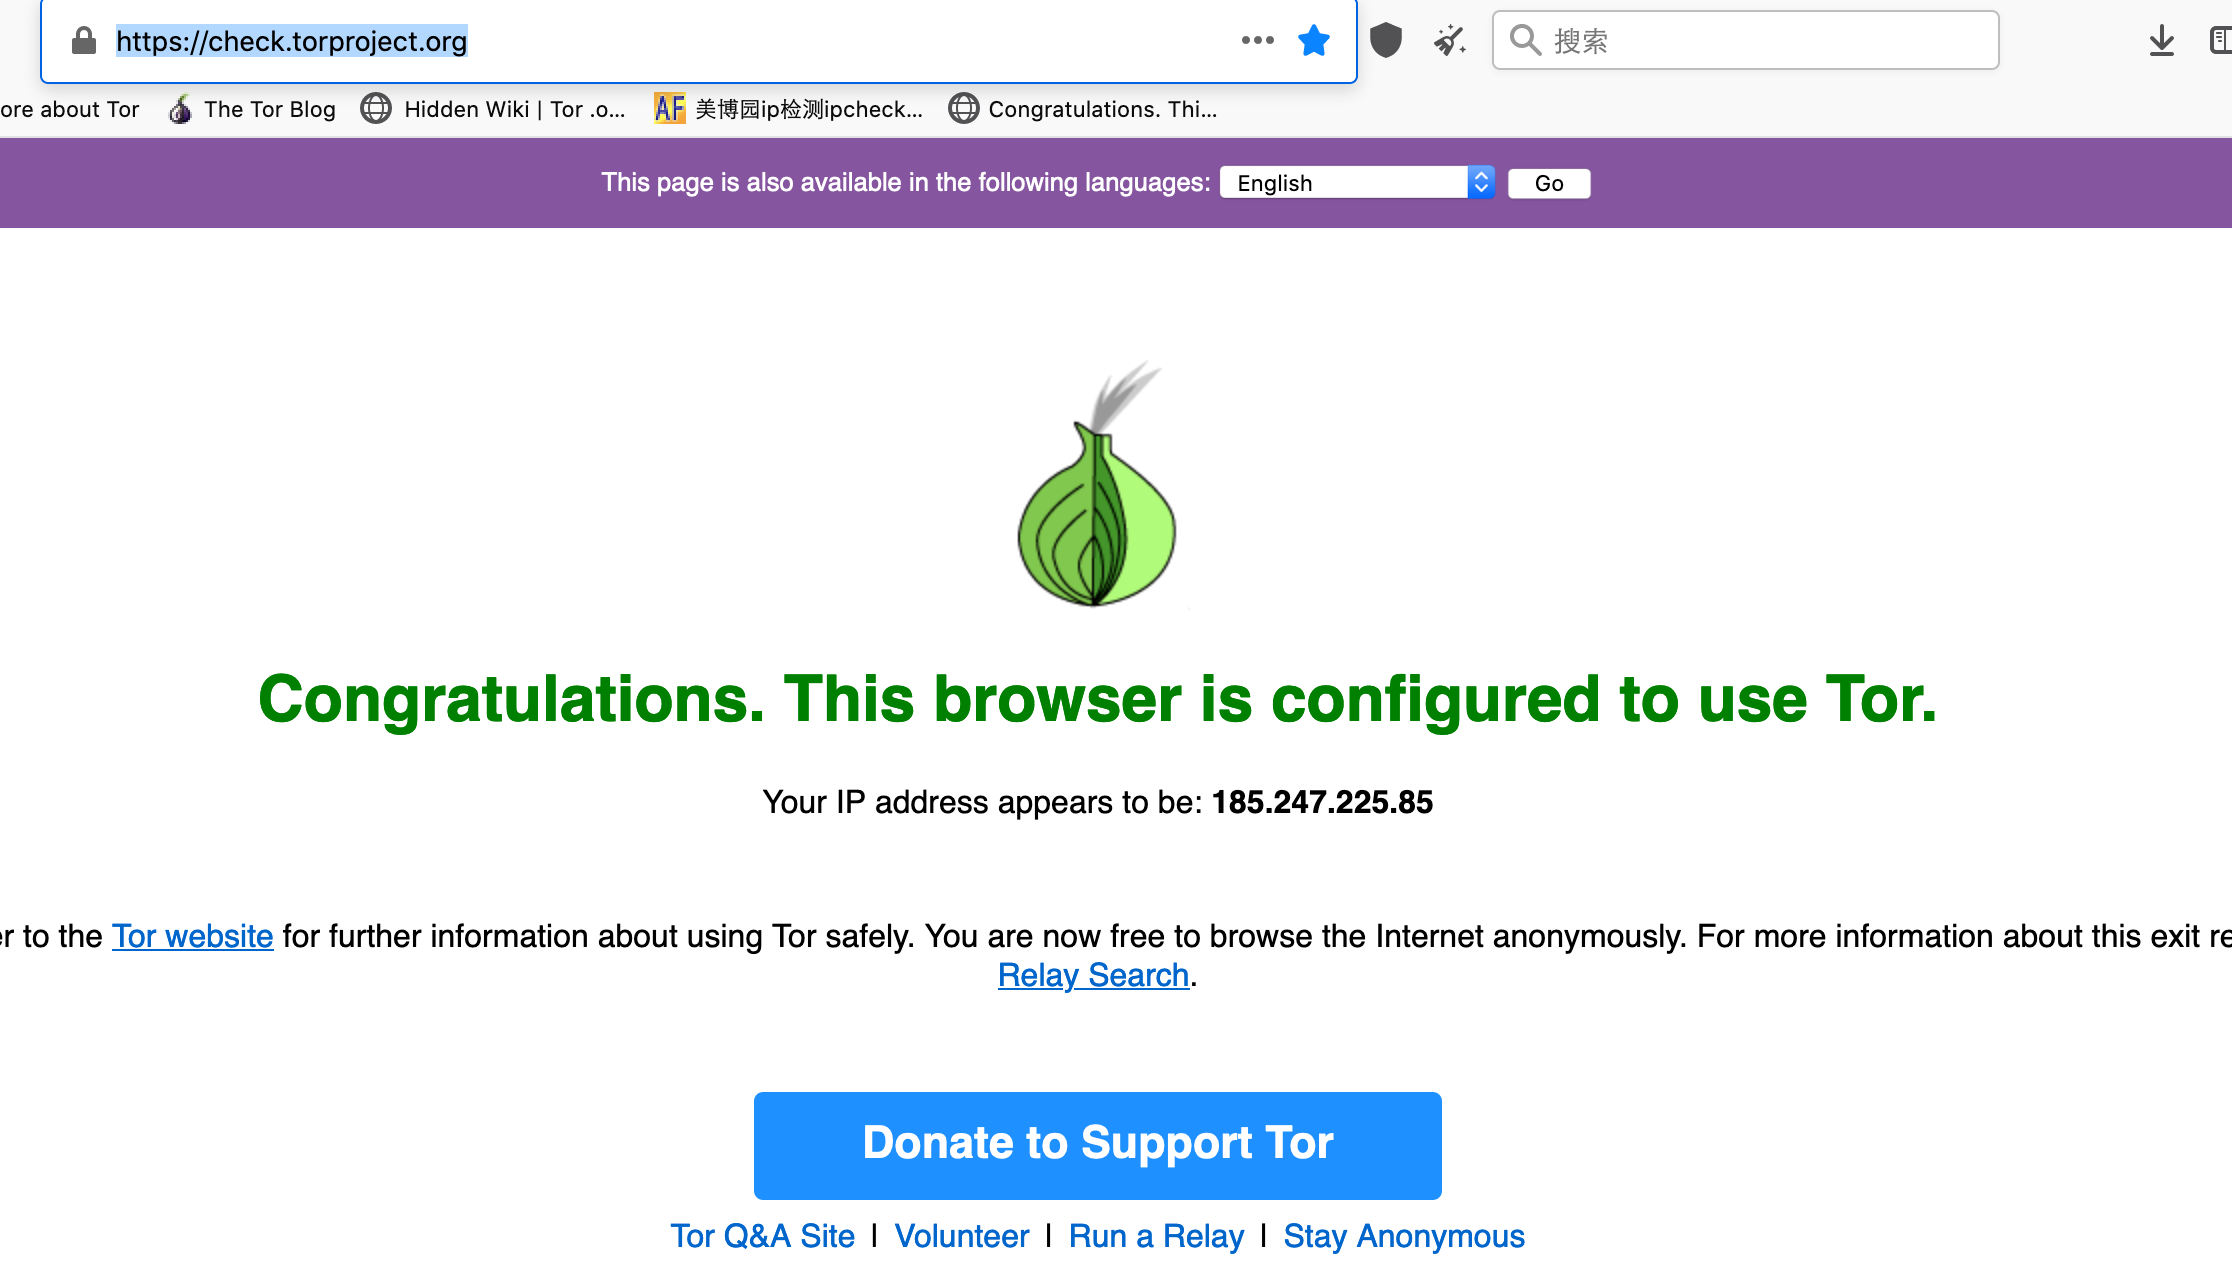 https://check.torproject.org
搜索
ore about Tor The Tor Blog Hidden Wiki | Tor .o... AF 美博园ip检测ipcheck... Congratulations. Thi...
This page is also available in the following languages: English Go
Congratulations. This browser is configured to use Tor.
Your IP address appears to be: 185.247.225.85
er to the Tor website for further information about using Tor safely. You are now free to browse the Internet anonymously. For more information about this exit re
Relay Search.
Donate to Support Tor
Tor Q&A Site | Volunteer | Run a Relay | Stay Anonymous